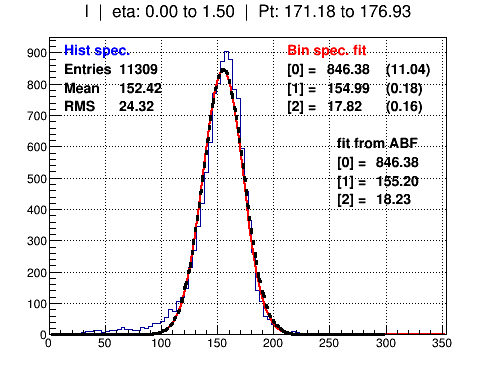 I | eta: 0.00 to 1.50 | Pt: 171.18 to 176.93
Hist spec.
Entries 11309
Mean 152.42
RMS 24.32
Bin spec. fit
[0] = 846.38 (11.04)
[1] = 154.99 (0.18)
[2] = 17.82 (0.16)
fit from ABF
[0] = 846.38
[1] = 155.20
[2] = 18.23
900
800
700
600
500
400
300
200
100
0
0 50 100 150 200 250 300 350